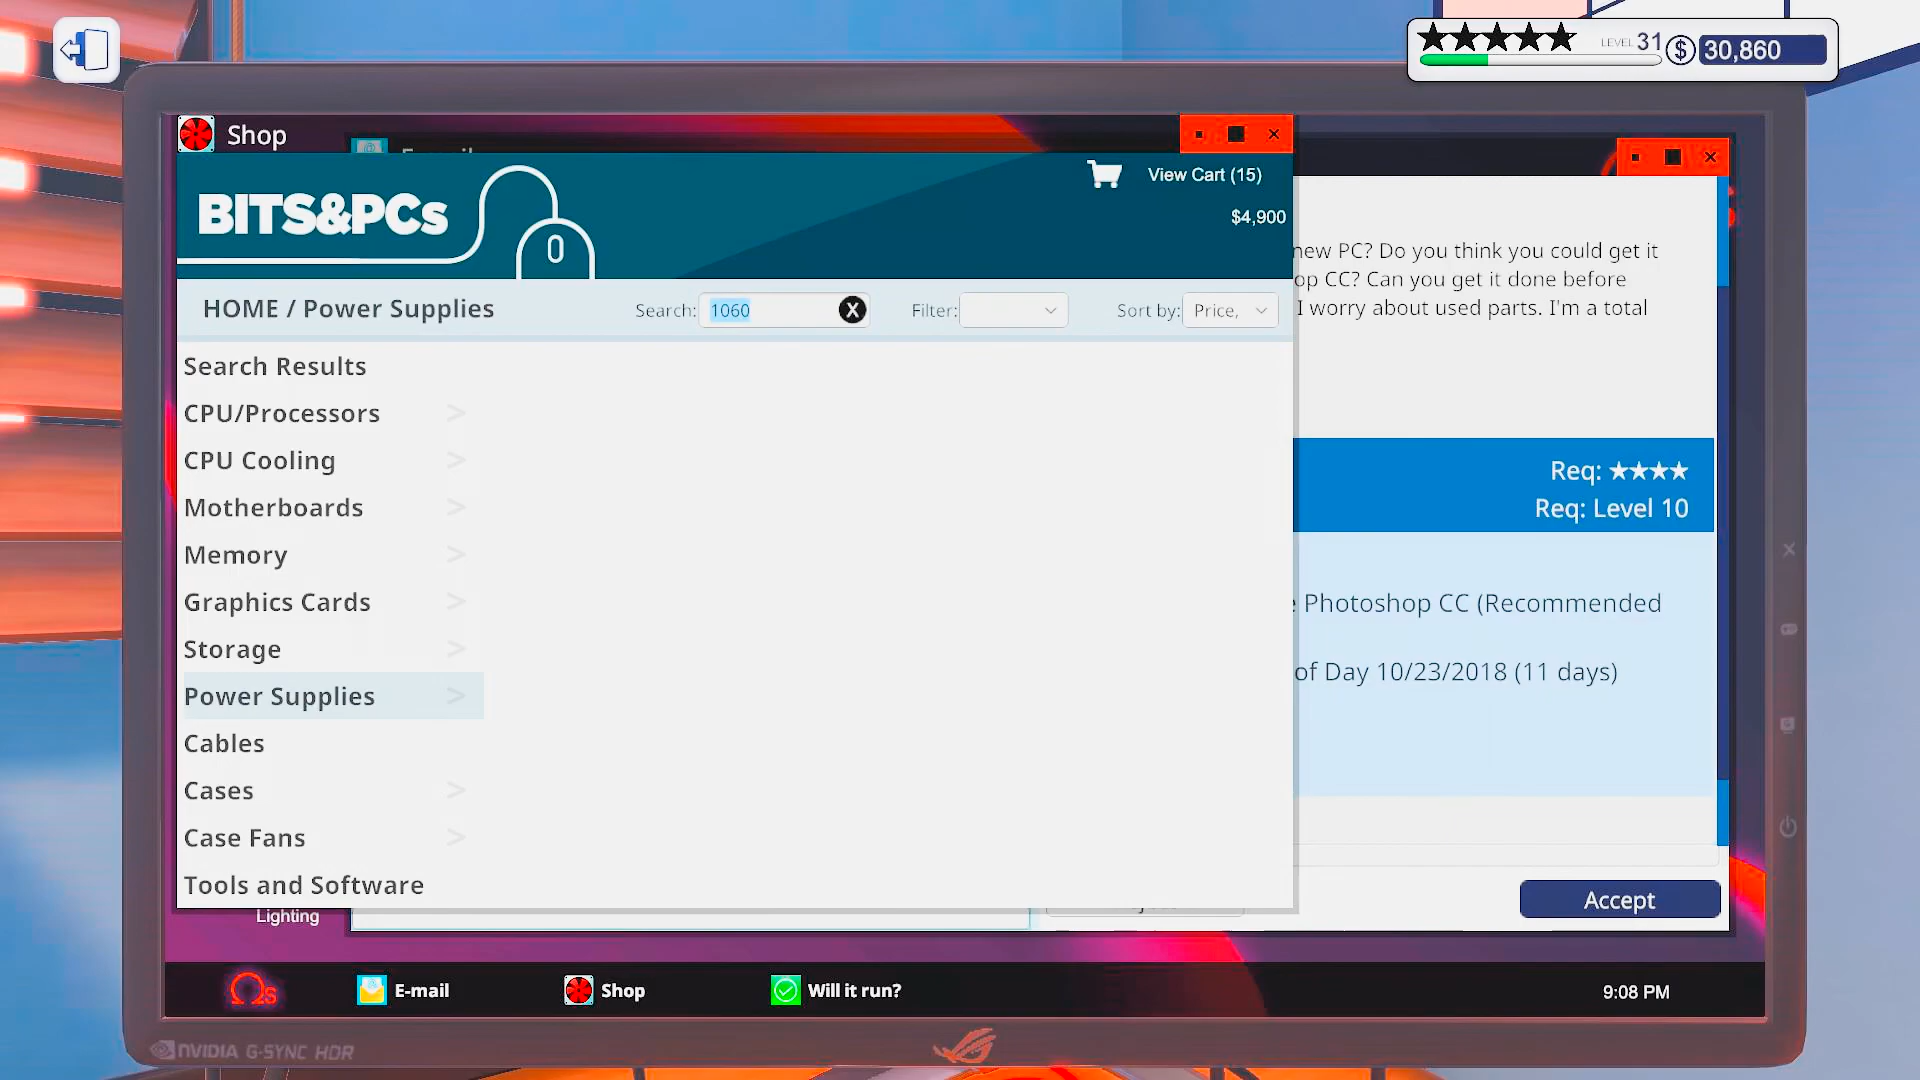 LEVEL 31
$ 30,860
Shop
BITS&PCs
View Cart (15)
$4,900
HOME / Power Supplies
Search: 1060 X
Filter:
Sort by: Price,
Search Results
CPU/Processors >
CPU Cooling >
Motherboards >
Memory >
Graphics Cards >
Storage >
Power Supplies >
Cables
Cases >
Case Fans >
Tools and Software
new PC? Do you think you could get it
op CC? Can you get it done before
I worry about used parts. I'm a total
Req: ★★★★
Req: Level 10
e Photoshop CC (Recommended
of Day 10/23/2018 (11 days)
Accept
Lighting
E-mail
Shop
Will it run?
9:08 PM
NVIDIA G-SYNC HDR